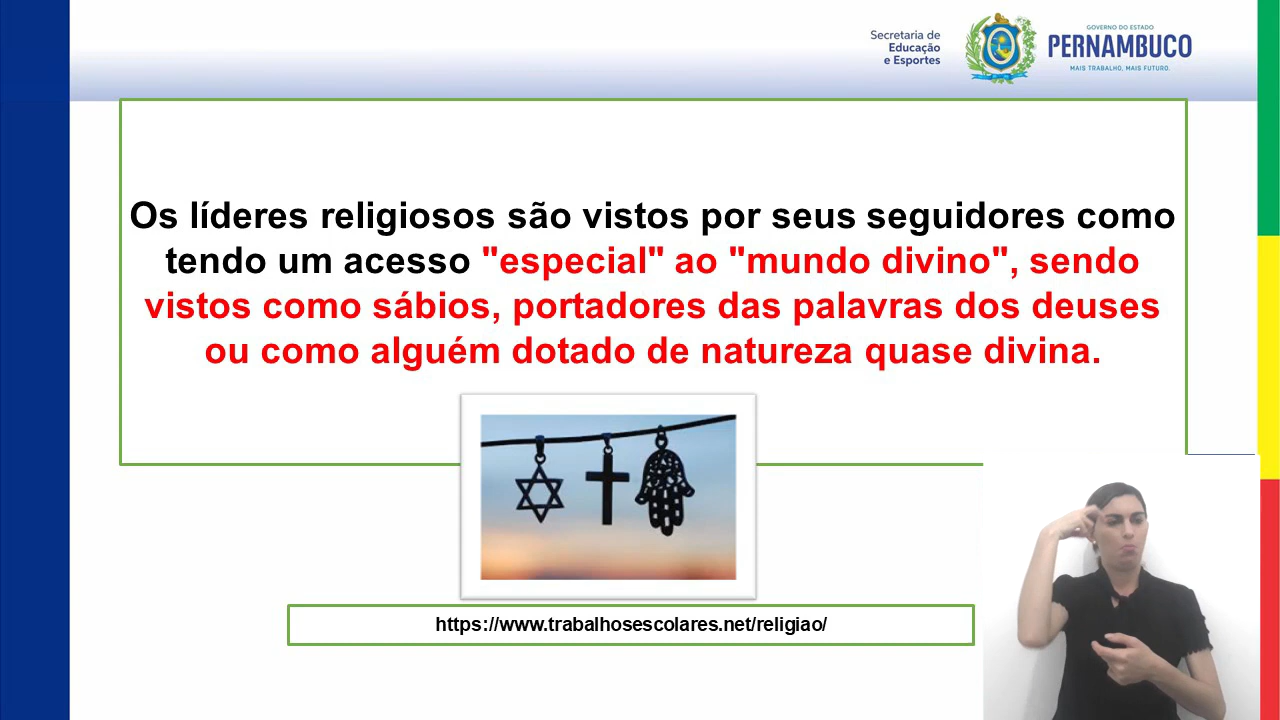 Secretaria de
Educação
e Esportes
GOVERNO DO ESTADO
PERNAMBUCO
MAIS TRABALHO, MAIS FUTURO.
Os líderes religiosos são vistos por seus seguidores como
tendo um acesso "especial" ao "mundo divino", sendo
vistos como sábios, portadores das palavras dos deuses
ou como alguém dotado de natureza quase divina.
https://www.trabalhosescolares.net/religiao/